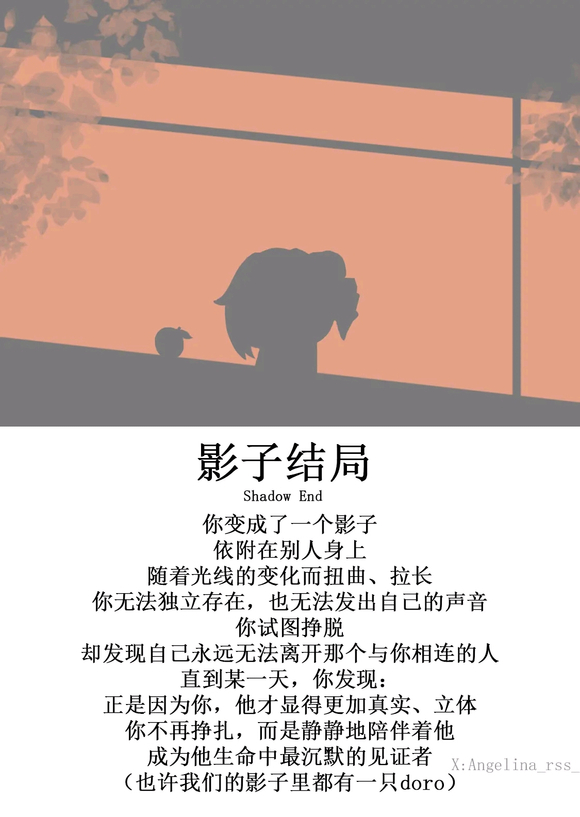 影子结局
Shadow End
你变成了一个影子
依附在别人身上
随着光线的变化而扭曲、拉长
你无法独立存在，也无法发出自己的声音
你试图挣脱
却发现自己永远无法离开那个与你相连的人
直到某一天，你发现：
正是因为你，他才显得更加真实、立体
你不再挣扎，而是静静地陪伴着他
成为他生命中最沉默的见证者
X:Angelina_rss_
（也许我们的影子里都有一只doro）